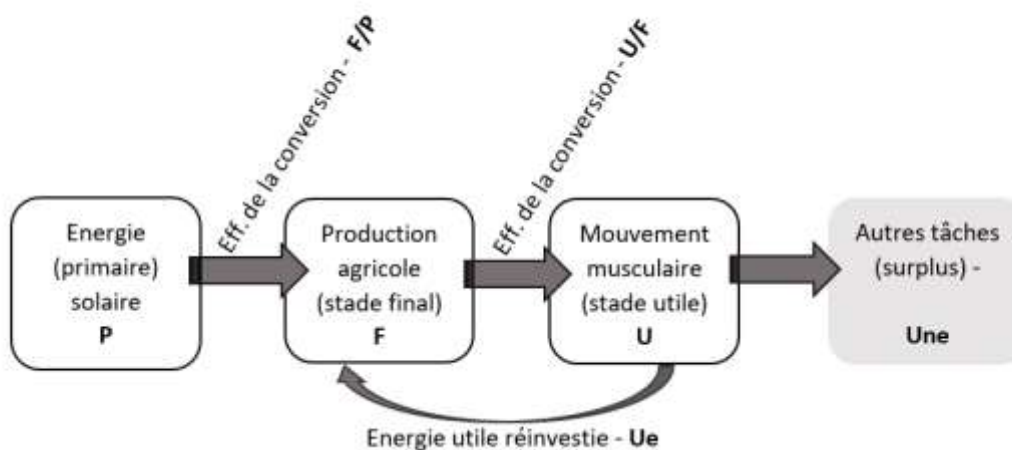 Eff. de la conversion - F/P
Eff. de la conversion - U/F
Energie
(primaire)
solaire
P
Production
agricole
(stade final)
F
Mouvement
musculaire
(stade utile)
U
Autres tâches
(surplus) -
Une
Energie utile réinvestie - Ue